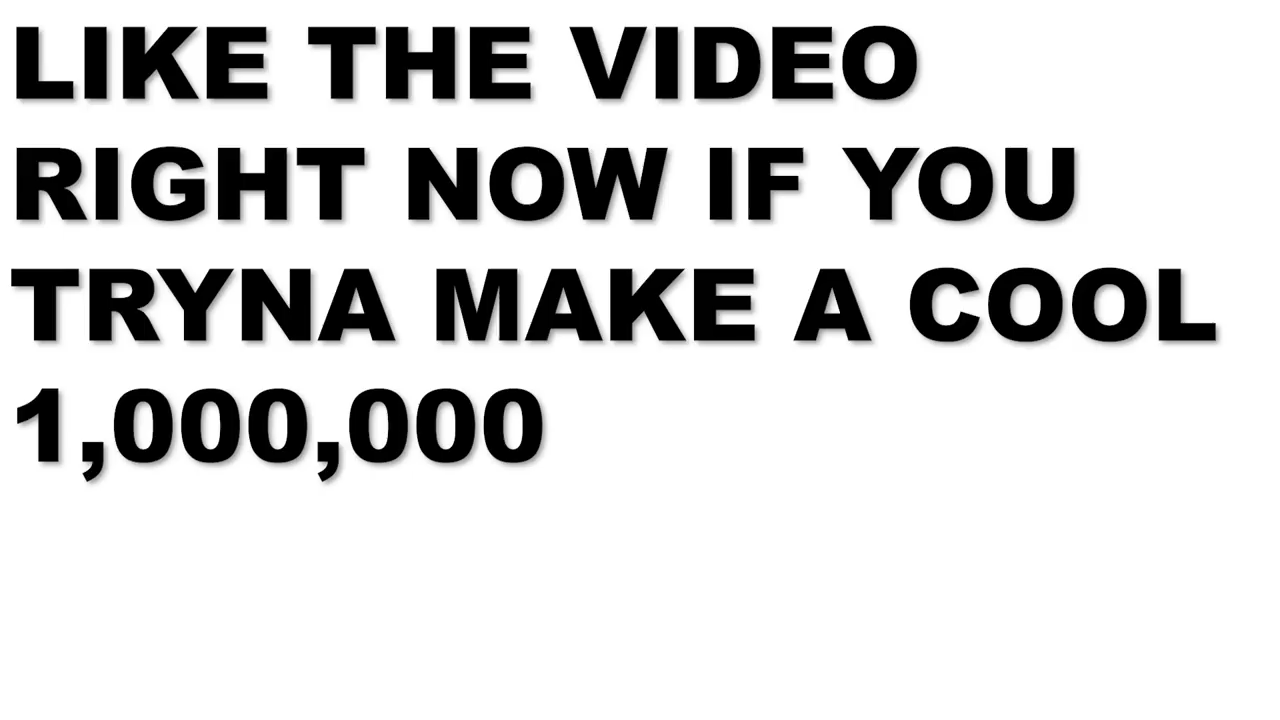 LIKE THE VIDEO
RIGHT NOW IF YOU
TRYNA MAKE A COOL
1,000,000